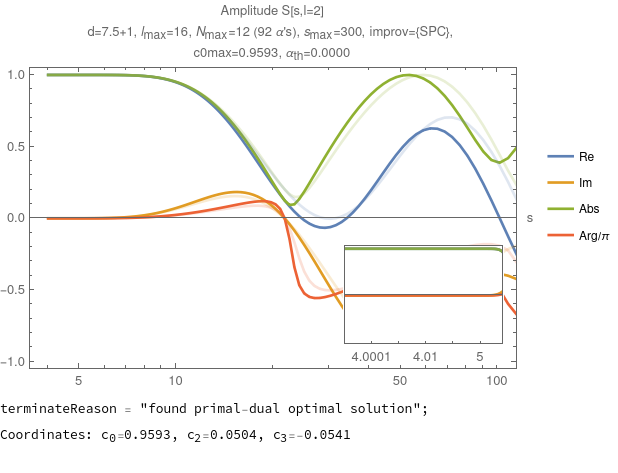 Amplitude S[s,l=2]
d=7.5+1, lmax=16, Nmax=12 (92 α's), smax=300, improv={SPC},
c0max=0.9593, αth=0.0000
1.0
0.5
0.0
-0.5
-1.0
5
10
50
100
s
4.0001
4.01
5
Re
Im
Abs
Arg/π
terminateReason = "found primal-dual optimal solution";
Coordinates: c0=0.9593, c2=0.0504, c3=-0.0541